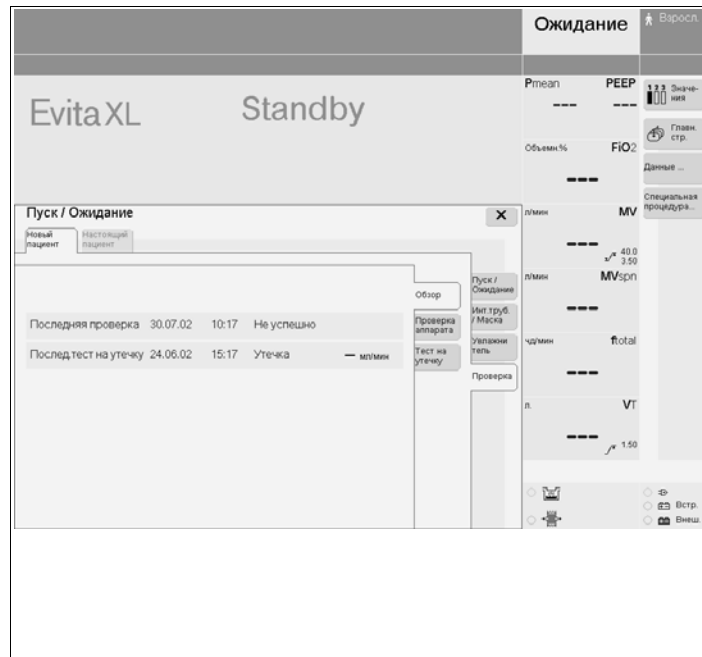 Ожидание
Взросл.
Evita XL Standby
Pmean PEEP
--- ---
Объемн.% FiO2
---
л/мин MV
---
40.0
3.50
л/мин MVspn
---
чд/мин ftotal
---
л. VT
---
1.50
1 2 3 Значе-
ния
Главн.
стр.
Данные ...
Специальная
процедура...
Пуск / Ожидание
X
Новый
пациент
Настоящий
пациент
Последняя проверка 30.07.02 10:17 Не успешно
Послед.тест на утечку 24.06.02 15:17 Утечка — мл/мин
Обзор
Проверка
аппарата
Тест на
утечку
Пуск /
Ожидание
Инт.труб.
/ Маска
Увлажни
тель
Проверка
Встр.
Внеш.